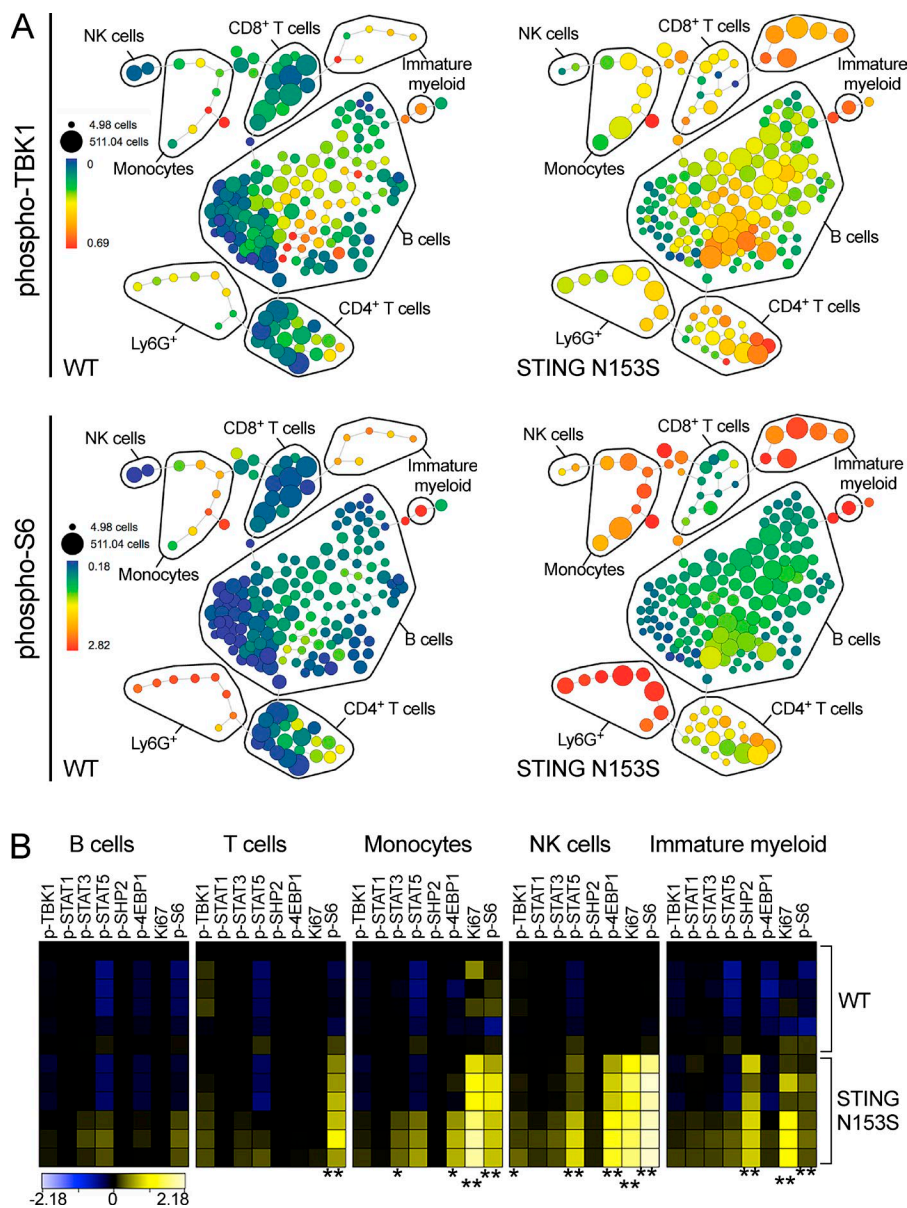 A
phospho-TBK1
NK cells
CD8+ T cells
Immature
myeloid
4.98 cells
511.04 cells
0
0.69
Monocytes
B cells
CD4+ T cells
Ly6G+
WT
NK cells
CD8+ T cells
Immature
myeloid
Monocytes
B cells
CD4+ T cells
Ly6G+
STING N153S
phospho-S6
NK cells
CD8+ T cells
Immature
myeloid
4.98 cells
511.04 cells
0.18
2.82
Monocytes
B cells
CD4+ T cells
Ly6G+
WT
NK cells
CD8+ T cells
Immature
myeloid
Monocytes
B cells
CD4+ T cells
Ly6G+
STING N153S
B
B cells T cells Monocytes NK cells Immature myeloid
p-TBK1 p-STAT1 p-STAT3 p-STAT5 p-SHP2 p-4EBP1 Ki67 p-S6
p-TBK1 p-STAT1 p-STAT3 p-STAT5 p-SHP2 p-4EBP1 Ki67 p-S6
p-TBK1 p-STAT1 p-STAT3 p-STAT5 p-SHP2 p-4EBP1 Ki67 p-S6
p-TBK1 p-STAT1 p-STAT3 p-STAT5 p-SHP2 p-4EBP1 Ki67 p-S6
p-TBK1 p-STAT1 p-STAT3 p-STAT5 p-SHP2 p-4EBP1 Ki67 p-S6
WT
STING
N153S
** * * ** ** * ** ** ** ** ** ** **
-2.18 0 2.18